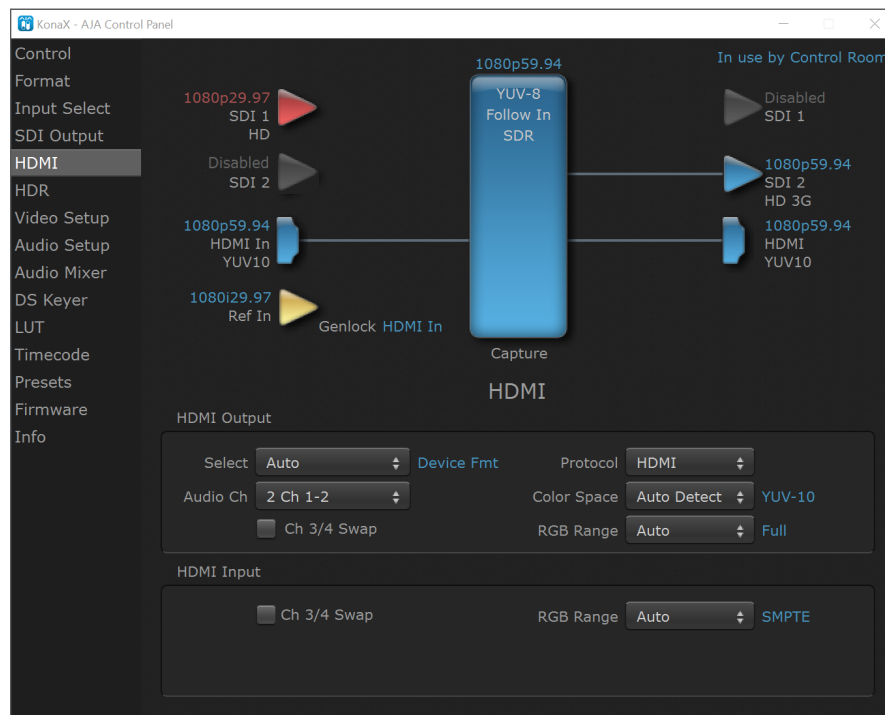 KonaX - AJA Control Panel
Control
Format
Input Select
SDI Output
HDMI
HDR
Video Setup
Audio Setup
Audio Mixer
DS Keyer
LUT
Timecode
Presets
Firmware
Info
In use by Control Room
1080p59.94
YUV-8
Follow In
SDR
1080p29.97
SDI 1
HD
Disabled
SDI 2
1080p59.94
HDMI In
YUV10
1080i29.97
Ref In
Genlock HDMI In
Disabled
SDI 1
1080p59.94
SDI 2
HD 3G
1080p59.94
HDMI
YUV10
Capture
HDMI
HDMI Output
Select Auto Device Fmt Protocol HDMI
Audio Ch 2 Ch 1-2 Color Space Auto Detect YUV-10
Ch 3/4 Swap RGB Range Auto Full
HDMI Input
Ch 3/4 Swap RGB Range Auto SMPTE